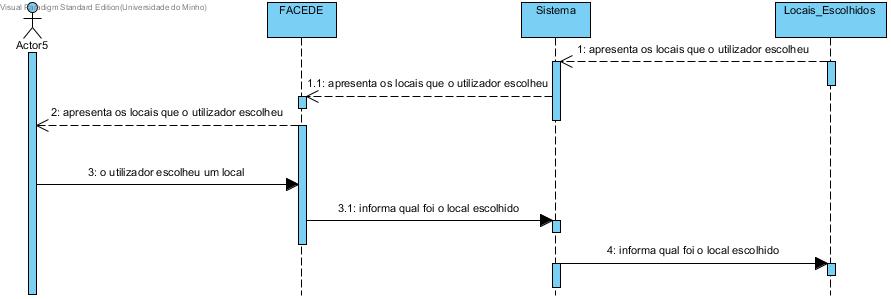 Visual Paradigm Standard Edition(Universidade do Minho)
FACEDE
Sistema
Locais_Escolhidos
Actor5
1: apresenta os locais que o utilizador escolheu
1.1: apresenta os locais que o utilizador escolheu
2: apresenta os locais que o utilizador escolheu
3: o utilizador escolheu um local
3.1: informa qual foi o local escolhido
4: informa qual foi o local escolhido